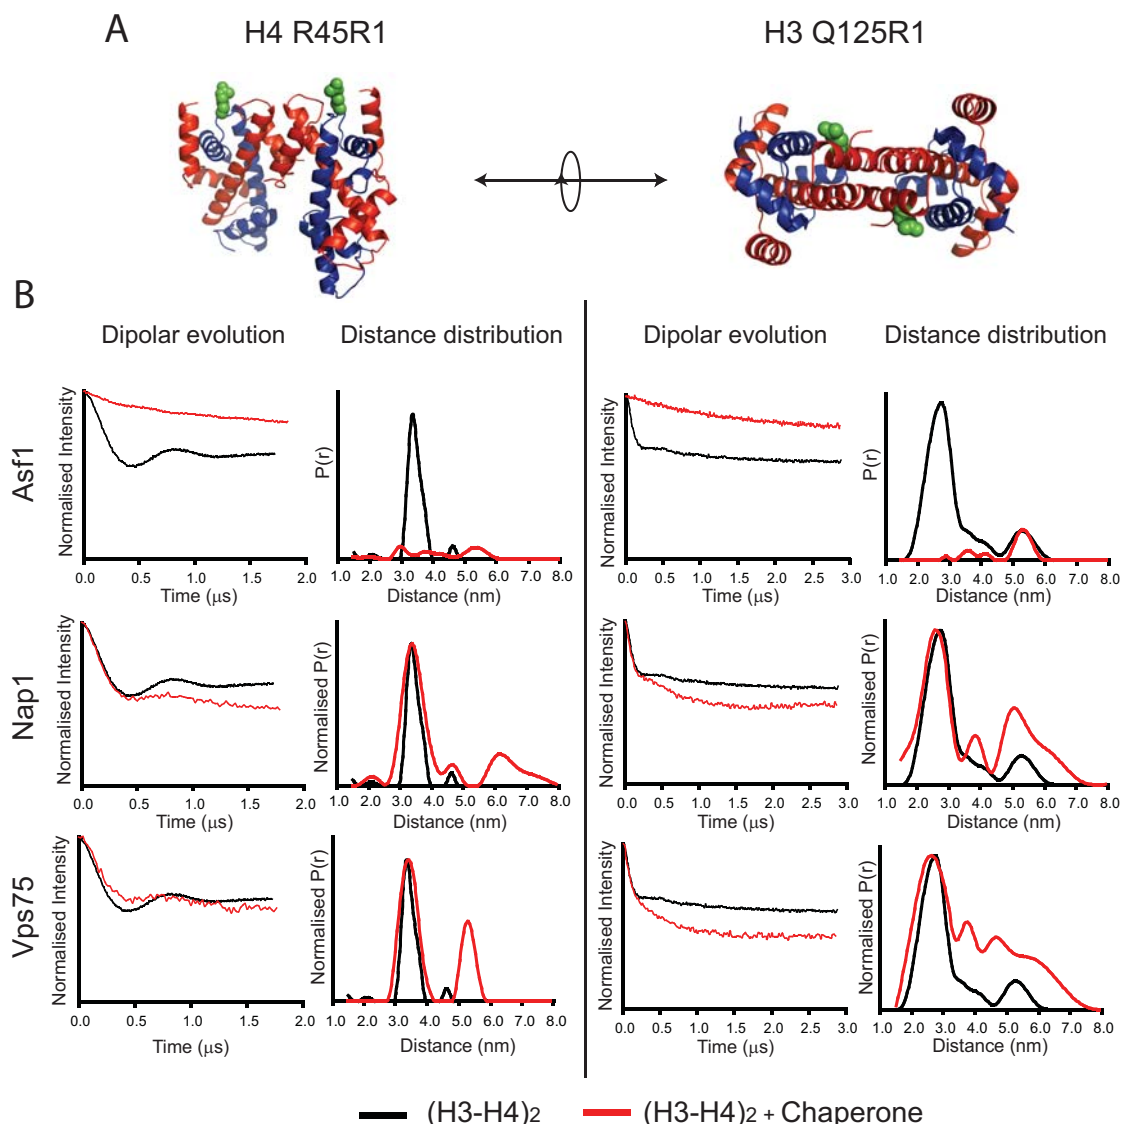 A
H4 R45R1
H3 Q125R1
B
Dipolar evolution
Distance distribution
Dipolar evolution
Distance distribution
Asf1
Normalised Intensity
0.0 0.5 1.0 1.5 2.0
Time (μs)
P(r)
1.0 2.0 3.0 4.0 5.0 6.0 7.0 8.0
Distance (nm)
Normalised Intensity
0.0 0.5 1.0 1.5 2.0 2.5 3.0
Time (μs)
P(r)
1.0 2.0 3.0 4.0 5.0 6.0 7.0 8.0
Distance (nm)
Nap1
Normalised Intensity
0.0 0.5 1.0 1.5 2.0
Time (μs)
Normalised P(r)
1.0 2.0 3.0 4.0 5.0 6.0 7.0 8.0
Distance (nm)
Normalised Intensity
0.0 0.5 1.0 1.5 2.0 2.5 3.0
Time (μs)
Normalised P(r)
1.0 2.0 3.0 4.0 5.0 6.0 7.0 8.0
Distance (nm)
Vps75
Normalised Intensity
0.0 0.5 1.0 1.5 2.0
Time (μs)
Normalised P(r)
1.0 2.0 3.0 4.0 5.0 6.0 7.0 8.0
Distance (nm)
Normalised Intensity
0.0 0.5 1.0 1.5 2.0 2.5 3.0
Time (μs)
Normalised P(r)
1.0 2.0 3.0 4.0 5.0 6.0 7.0 8.0
Distance (nm)
(H3-H4)2
(H3-H4)2 + Chaperone